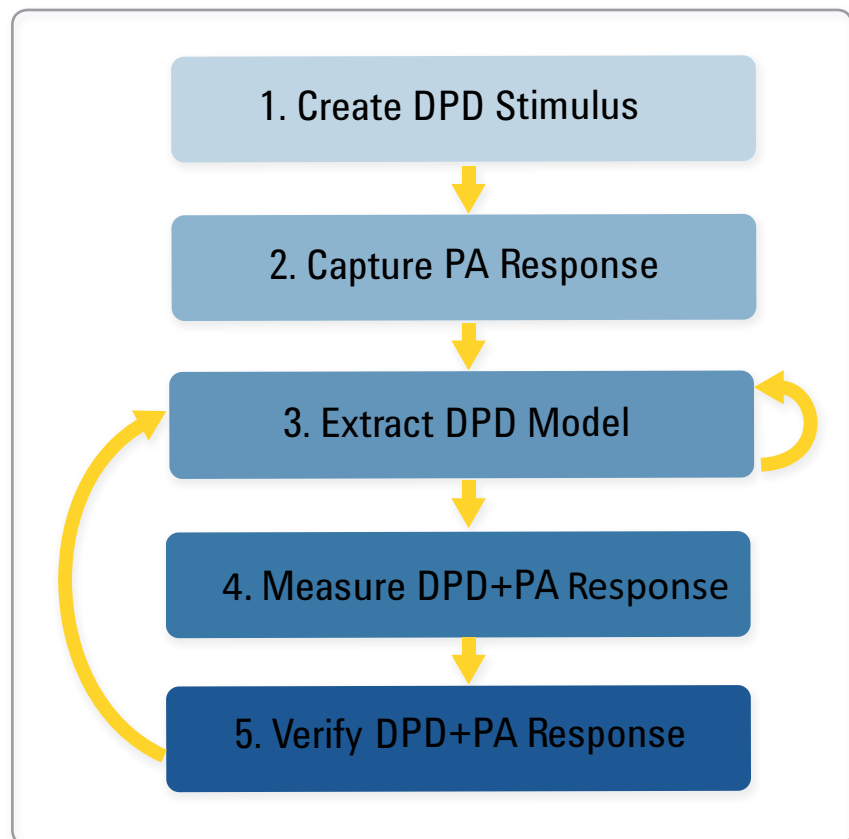 1. Create DPD Stimulus
2. Capture PA Response
3. Extract DPD Model
4. Measure DPD+PA Response
5. Verify DPD+PA Response